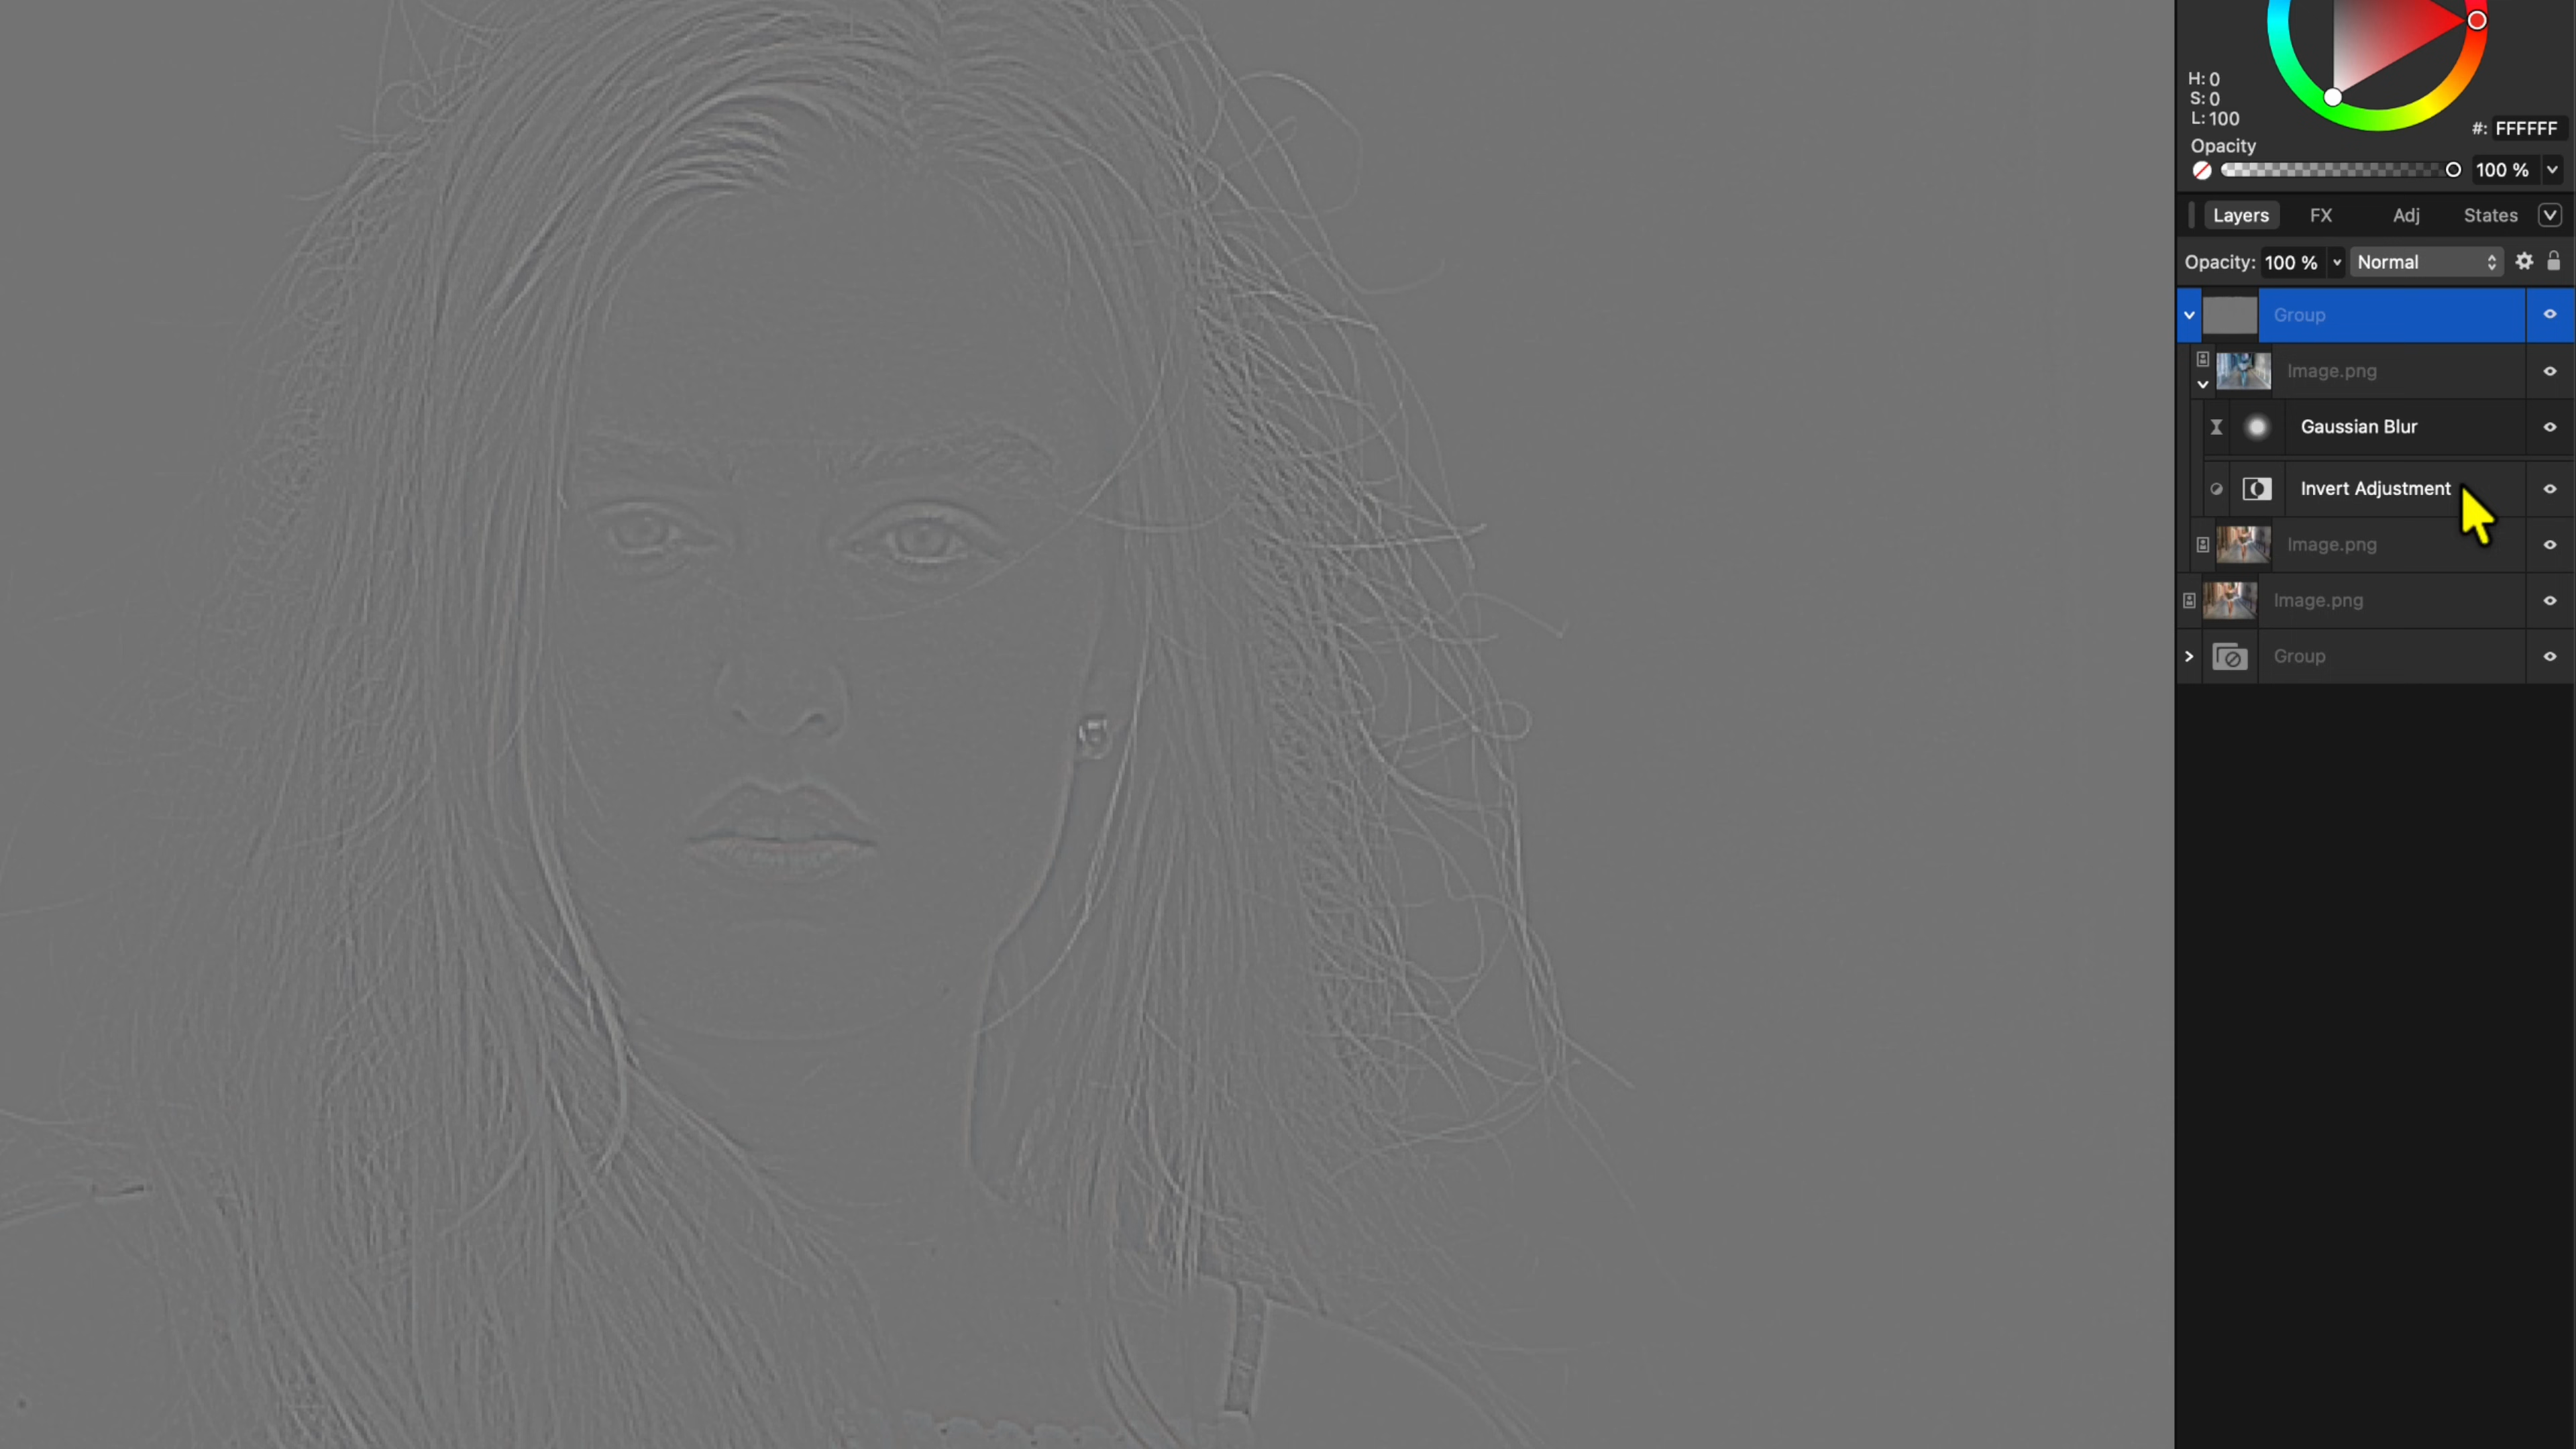 H: 0
S: 0
L: 100
#: FFFFFF
Opacity
100 %
Layers FX Adj States
Opacity: 100 % Normal
Group
Image.png
Gaussian Blur
Invert Adjustment
Image.png
Image.png
Group